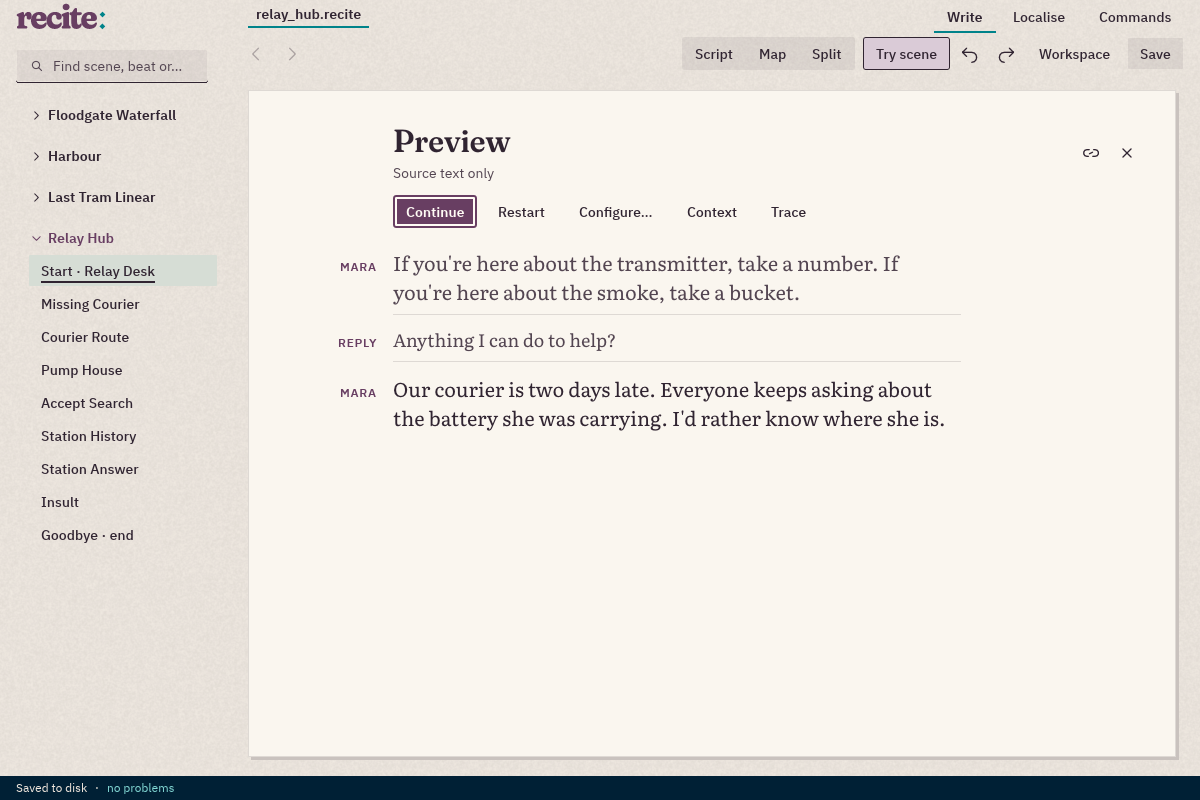 recite:
relay_hub.recite
Write Localise Commands
Find scene, beat or...
Script Map Split Try scene Workspace Save
Floodgate Waterfall
Harbour
Last Tram Linear
Relay Hub
Start · Relay Desk
Missing Courier
Courier Route
Pump House
Accept Search
Station History
Station Answer
Insult
Goodbye · end
Preview
Source text only
Continue Restart Configure... Context Trace
MARA If you're here about the transmitter, take a number. If
you're here about the smoke, take a bucket.
REPLY Anything I can do to help?
MARA Our courier is two days late. Everyone keeps asking about
the battery she was carrying. I'd rather know where she is.
Saved to disk · no problems